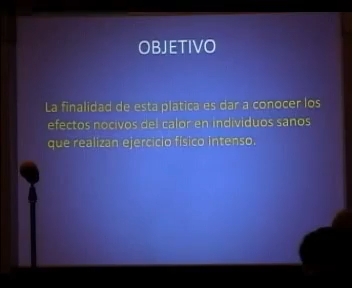 OBJETIVO
La finalidad de esta platica es dar a conocer los
efectos nocivos del calor en individuos sanos
que realizan ejercicio físico intenso.